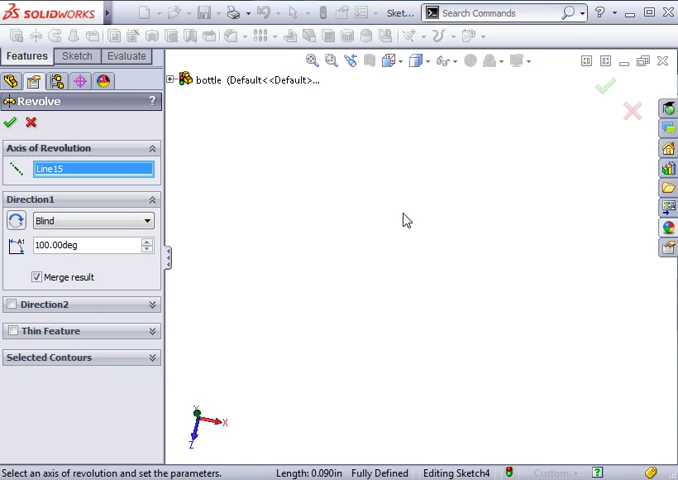 SOLIDWORKS
Sket...
Search Commands
?
Features
Sketch
Evaluate
bottle (Default<<Default>...
Revolve
?
Axis of Revolution
Line15
Direction1
Blind
A1
100.00deg
Merge result
Direction2
Thin Feature
Selected Contours
Y
X
Z
Select an axis of revolution and set the parameters.
Length: 0.090in
Fully Defined
Editing Sketch4
Custom
?